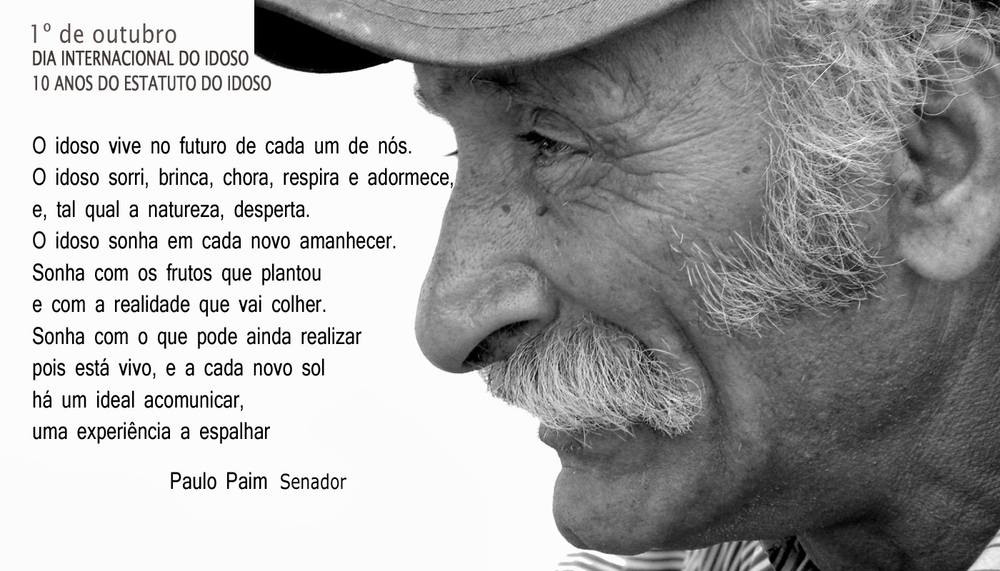 1º de outubro
DIA INTERNACIONAL DO IDOSO
10 ANOS DO ESTATUTO DO IDOSO
O idoso vive no futuro de cada um de nós.
O idoso sorri, brinca, chora, respira e adormece,
e, tal qual a natureza, desperta.
O idoso sonha em cada novo amanhecer.
Sonha com os frutos que plantou
e com a realidade que vai colher.
Sonha com o que pode ainda realizar
pois está vivo, e a cada novo sol
há um ideal acomunicar,
uma experiência a espalhar
Paulo Paim Senador